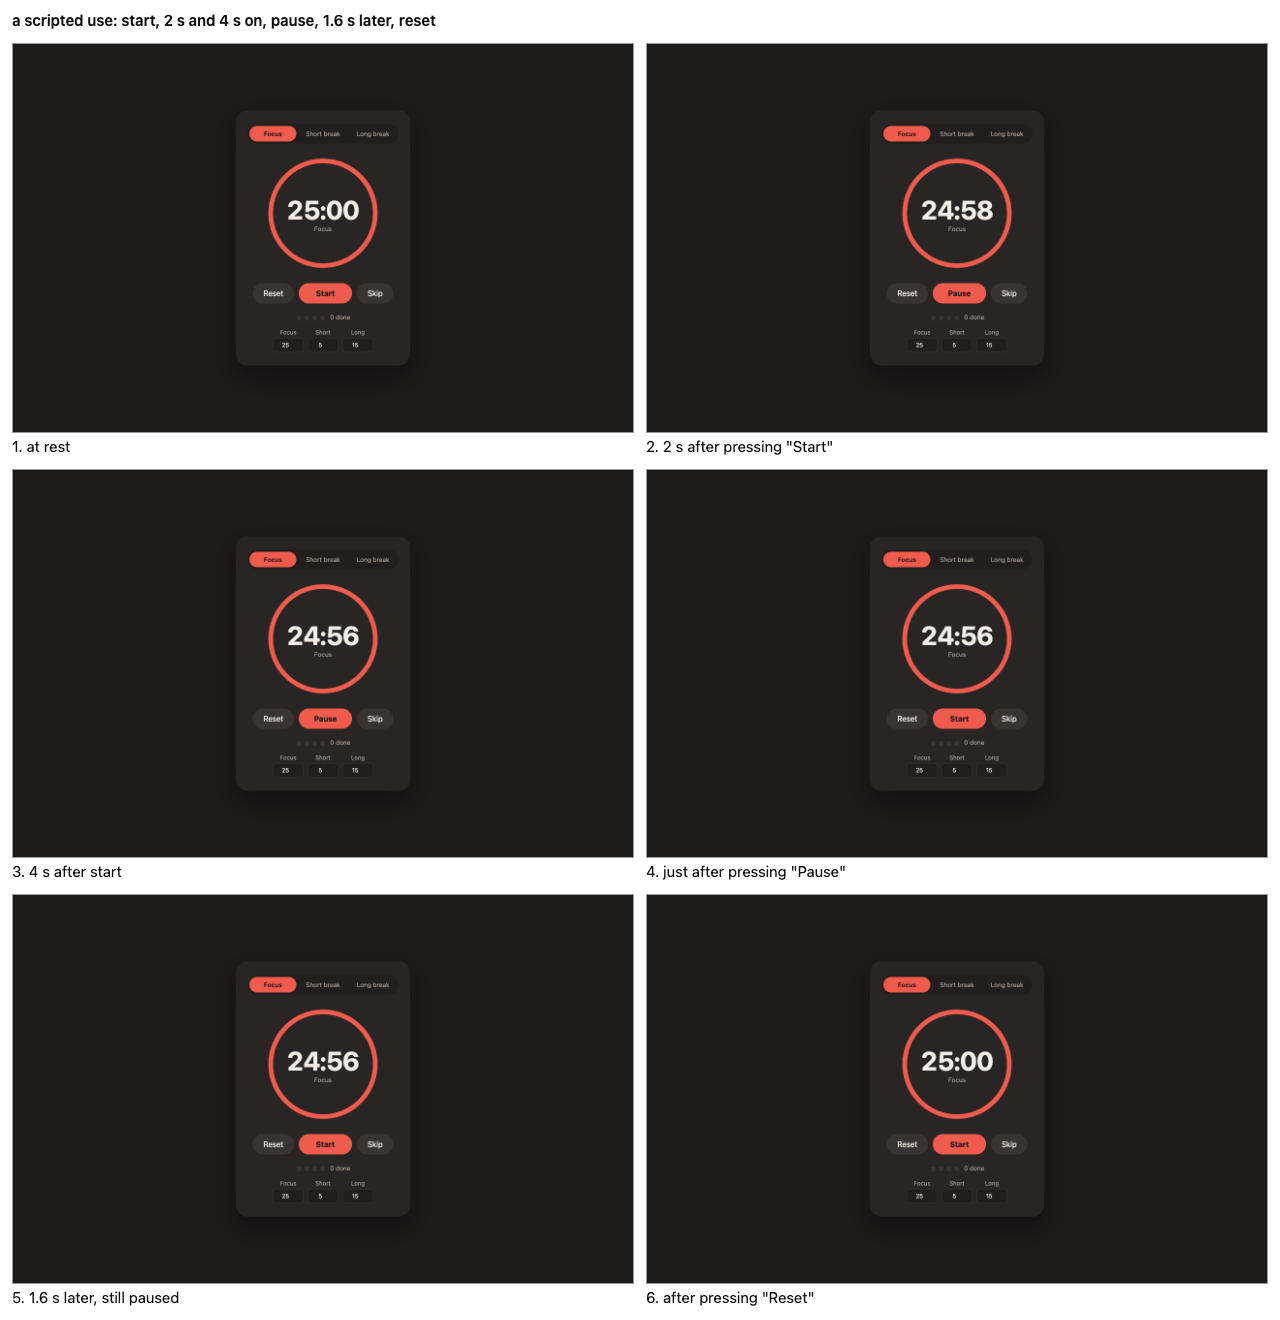 a scripted use: start, 2 s and 4 s on, pause, 1.6 s later, reset
Focus Short break Long break
25:00
Focus
Reset Start Skip
0 done
Focus Short Long
25 5 15
1. at rest
Focus Short break Long break
24:58
Focus
Reset Pause Skip
0 done
Focus Short Long
25 5 15
2. 2 s after pressing "Start"
Focus Short break Long break
24:56
Focus
Reset Pause Skip
0 done
Focus Short Long
25 5 15
3. 4 s after start
Focus Short break Long break
24:56
Focus
Reset Start Skip
0 done
Focus Short Long
25 5 15
4. just after pressing "Pause"
Focus Short break Long break
24:56
Focus
Reset Start Skip
0 done
Focus Short Long
25 5 15
5. 1.6 s later, still paused
Focus Short break Long break
25:00
Focus
Reset Start Skip
0 done
Focus Short Long
25 5 15
6. after pressing "Reset"